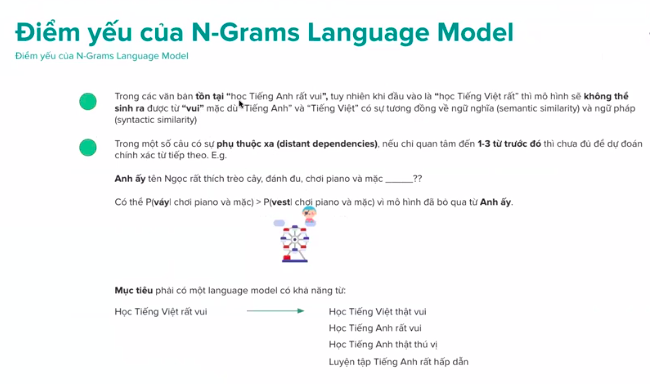 Điểm yếu của N-Grams Language Model
Điểm yếu của N-Grams Language Model
Trong các văn bản tồn tại "học Tiếng Anh rất vui", tuy nhiên khi đầu vào là "học Tiếng Việt rất" thì mô hình sẽ không thể
sinh ra được từ "vui" mặc dù "Tiếng Anh" và "Tiếng Việt" có sự tương đồng về ngữ nghĩa (semantic similarity) và ngữ pháp
(syntactic similarity)
Trong một số câu có sự phụ thuộc xa (distant dependencies), nếu chỉ quan tâm đến 1-3 từ trước đó thì chưa đủ để dự đoán
chính xác từ tiếp theo. E.g.
Anh ấy tên Ngọc rất thích trèo cây, đánh đu, chơi piano và mặc ______??
Có thể P(váy| chơi piano và mặc) > P(vest| chơi piano và mặc) vì mô hình đã bỏ qua từ Anh ấy.
Mục tiêu phải có một language model có khả năng từ:
Học Tiếng Việt rất vui
Học Tiếng Việt thật vui
Học Tiếng Anh rất vui
Học Tiếng Anh thật thú vị
Luyện tập Tiếng Anh rất hấp dẫn